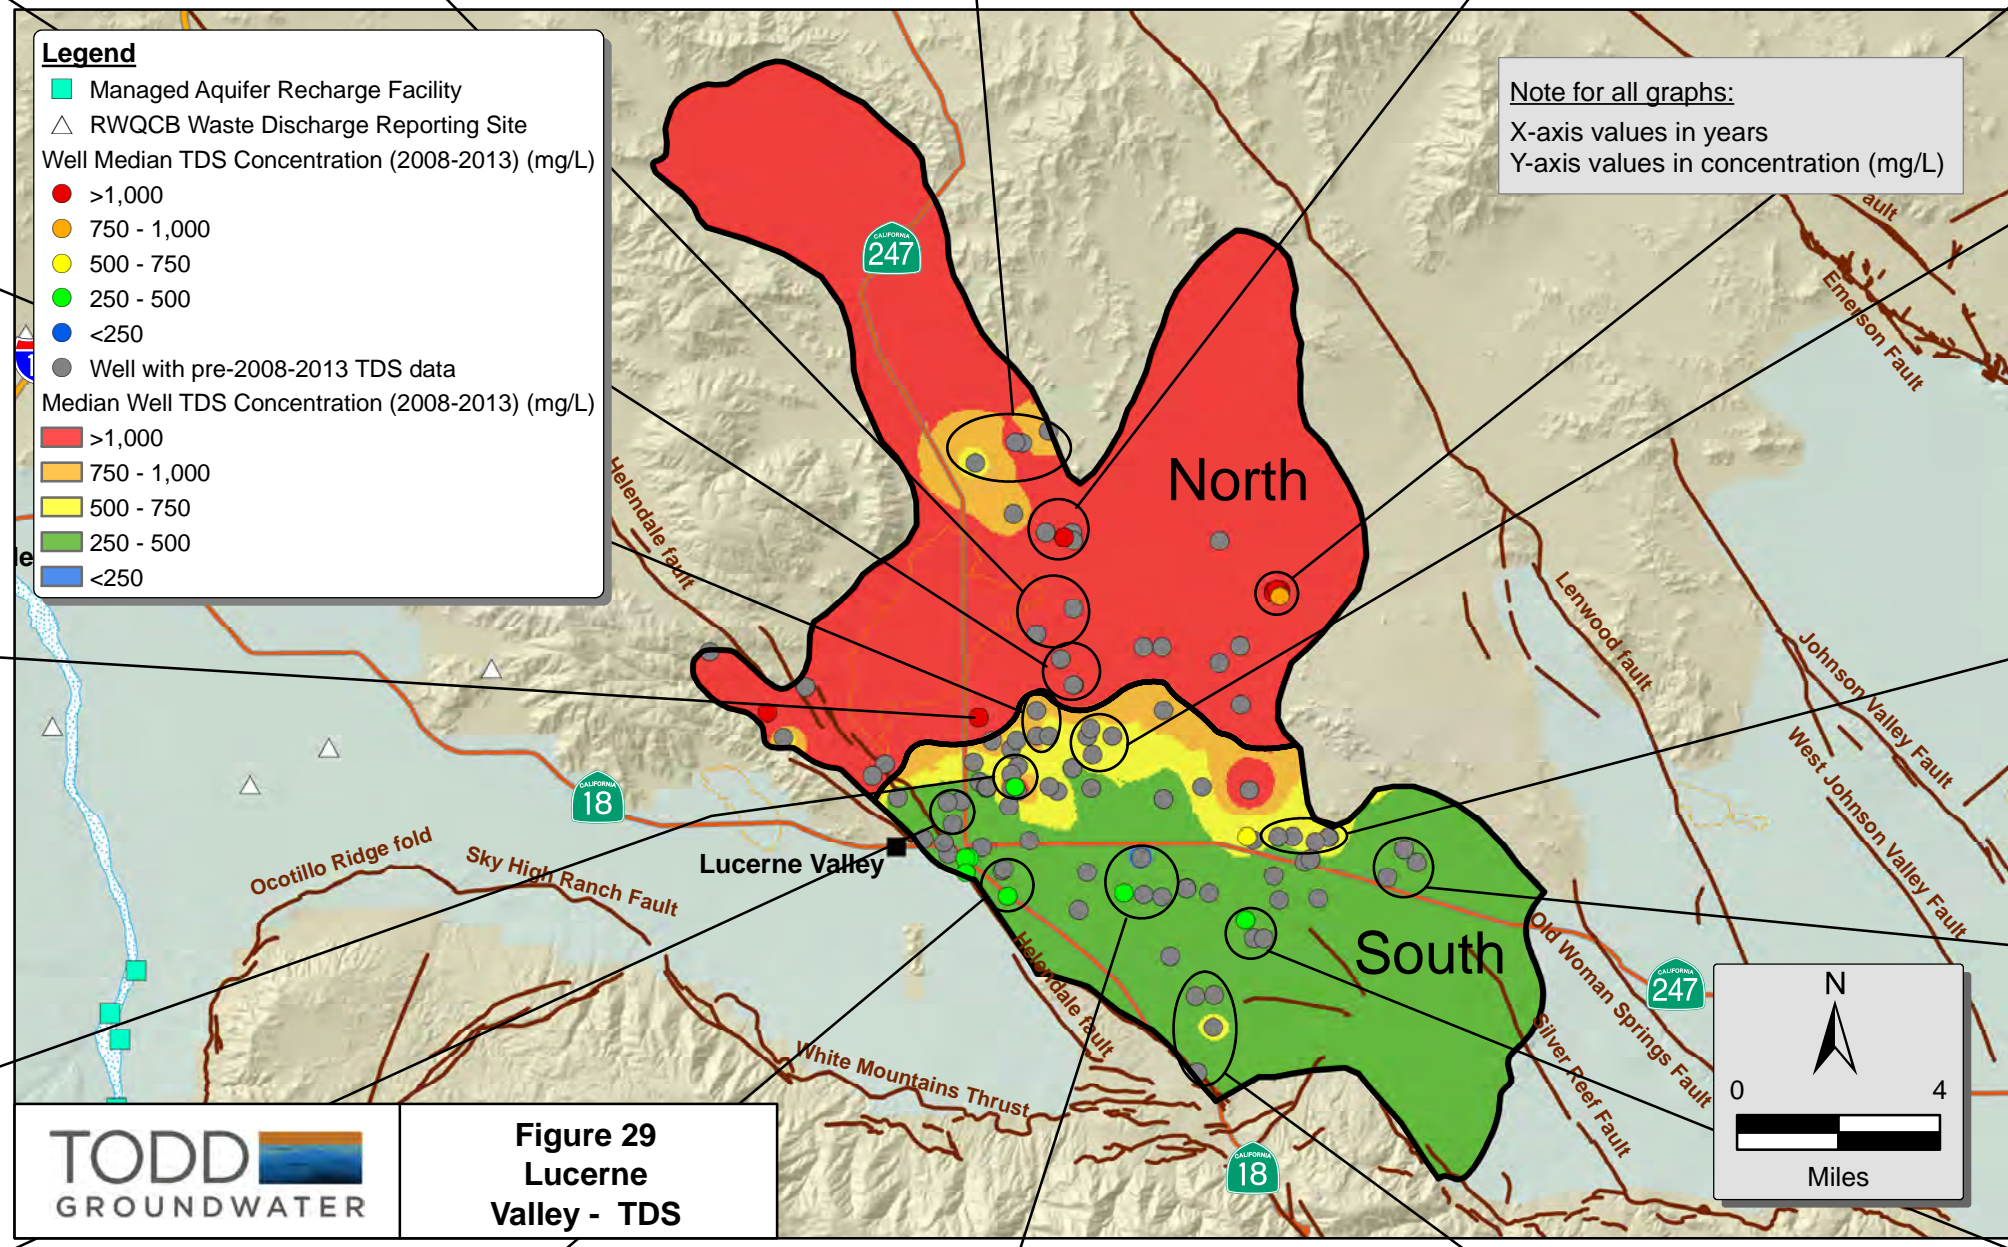 Legend
Managed Aquifer Recharge Facility
RWQCB Waste Discharge Reporting Site
Well Median TDS Concentration (2008-2013) (mg/L)
>1,000
750 - 1,000
500 - 750
250 - 500
<250
Well with pre-2008-2013 TDS data
Median Well TDS Concentration (2008-2013) (mg/L)
>1,000
750 - 1,000
500 - 750
250 - 500
<250
Note for all graphs:
X-axis values in years
Y-axis values in concentration (mg/L)
ault
Emerson Fault
CALIFORNIA
247
North
Helendale fault
Lenwood fault
Johnson Valley Fault
West Johnson Valley Fault
CALIFORNIA
18
Lucerne Valley
Ocotillo Ridge fold
Sky High Ranch Fault
South
Helendale fault
Old Woman Springs Fault
CALIFORNIA
247
Silver Reef Fault
White Mountains Thrust
CALIFORNIA
18
N
0 4
Miles
TODD
GROUNDWATER
Figure 29
Lucerne
Valley - TDS